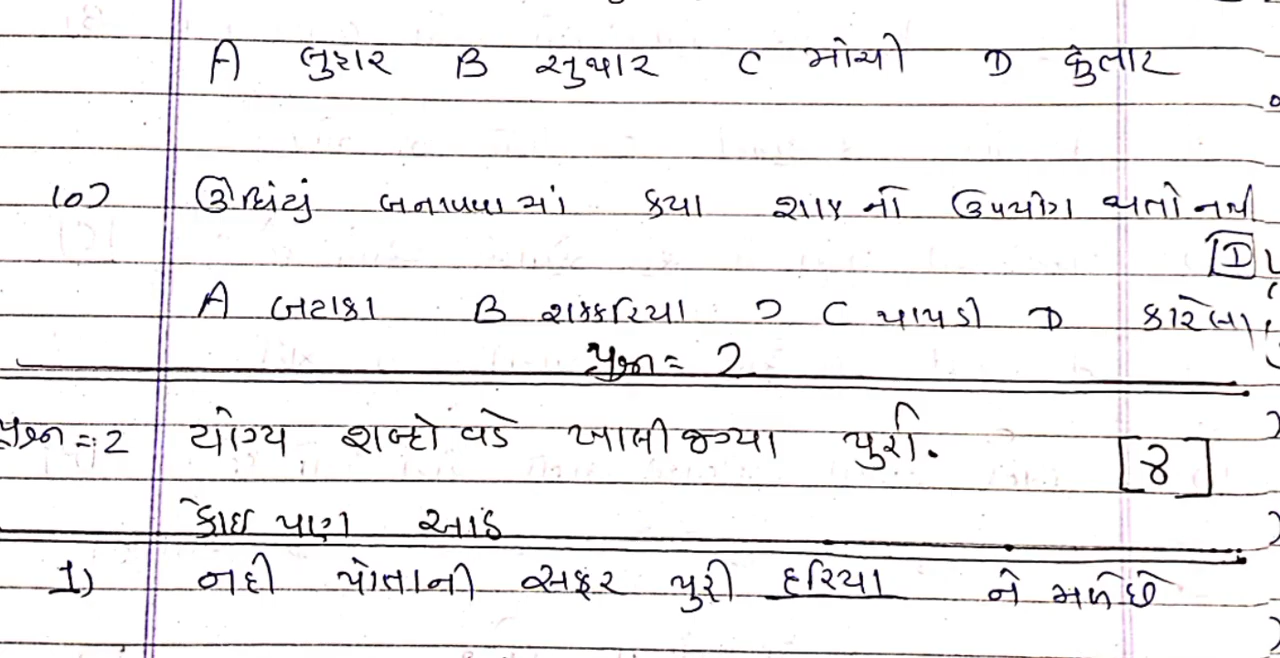 A લુહાર B સુથાર C મોચી D કુંભાર
10) ઊંધિયું બનાવવામાં કયા શાક નો ઉપયોગ થતો નથી
D
A બટાકા B શક્કરિયા C પાપડી D કારેલા
પ્રશ્ન = 2
પ્રશ્ન = 2 યોગ્ય શબ્દો વડે ખાલી જગ્યા પુરો. [8]
કોઈ પણ આઠ
1) નદી પોતાની સફર પુરી દરિયા ને મળે છે